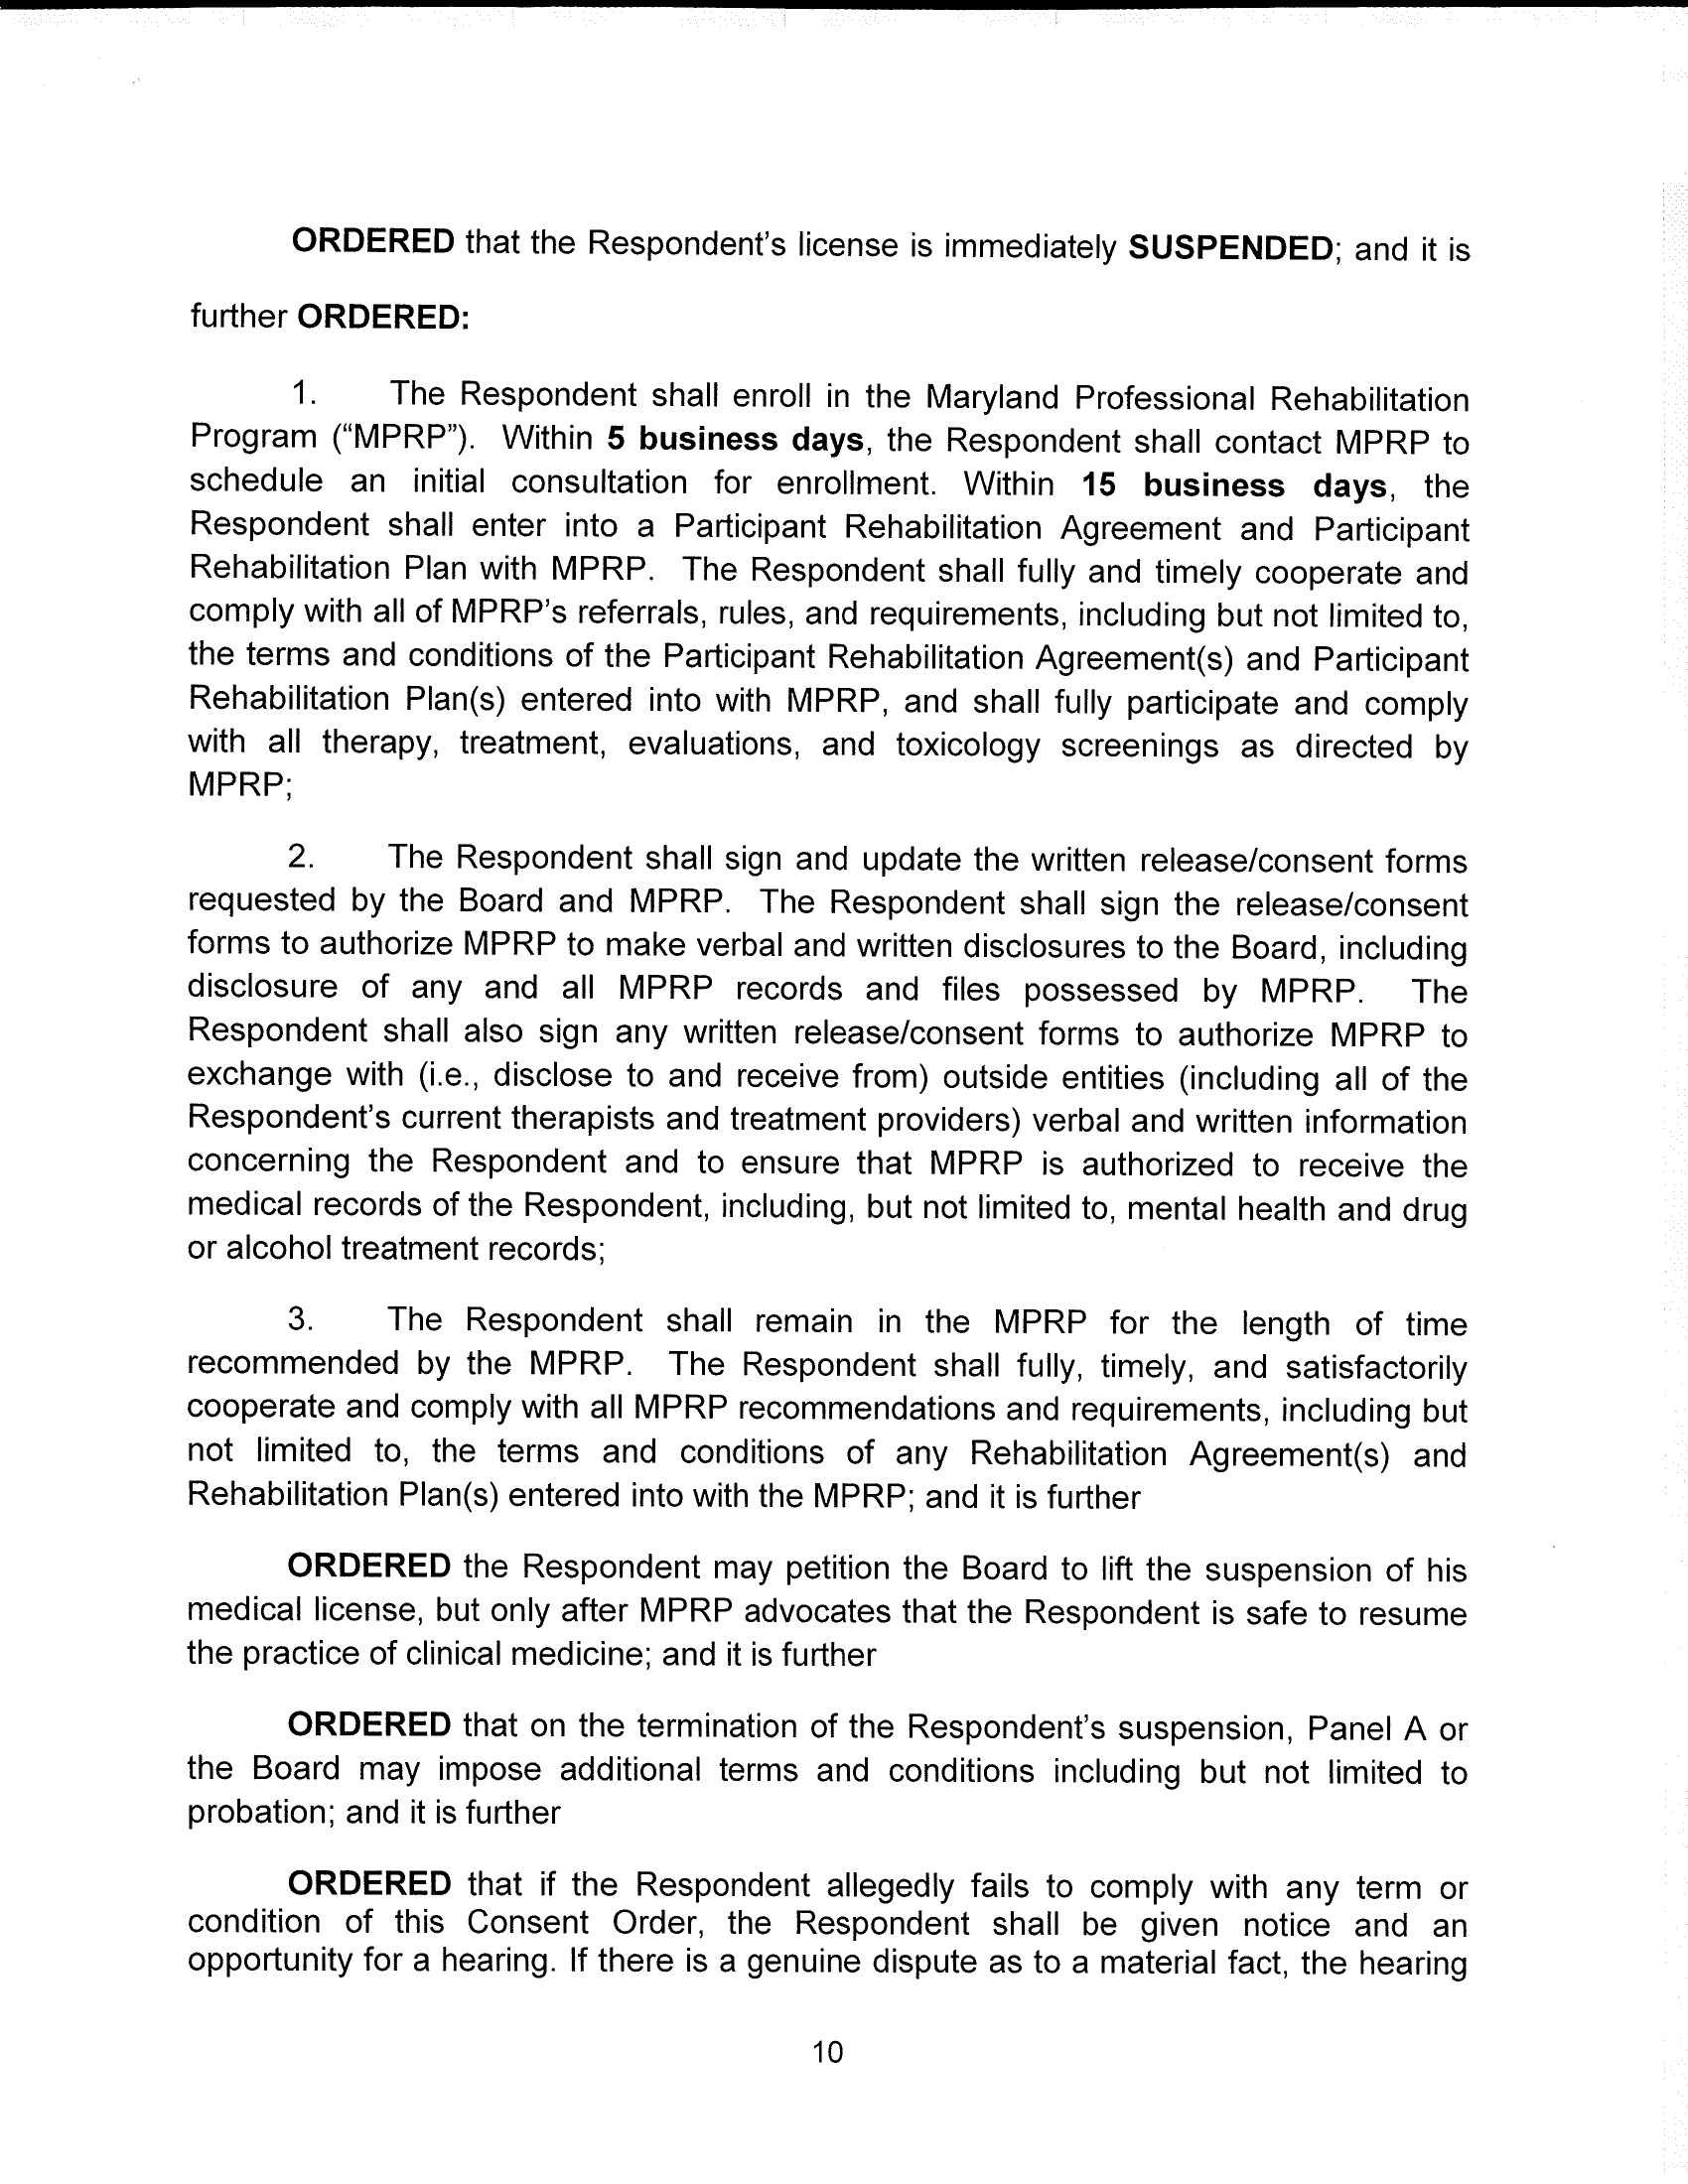 ORDERED that the Respondent's license is immediately SUSPENDED; and it is
further ORDERED:
1. The Respondent shall enroll in the Maryland Professional Rehabilitation
Program (“MPRP”). Within 5 business days, the Respondent shall contact MPRP to
schedule an initial consultation for enrollment. Within 15 business days, the
Respondent shall enter into a Participant Rehabilitation Agreement and Participant
Rehabilitation Plan with MPRP. The Respondent shall fully and timely cooperate and
comply with all of MPRP's referrals, rules, and requirements, including but not limited to,
the terms and conditions of the Participant Rehabilitation Agreement(s) and Participant
Rehabilitation Plan(s) entered into with MPRP, and shall fully participate and comply
with all therapy, treatment, evaluations, and toxicology screenings as directed by
MPRP;
2. The Respondent shall sign and update the written release/consent forms
requested by the Board and MPRP. The Respondent shall sign the release/consent
forms to authorize MPRP to make verbal and written disclosures to the Board, including
disclosure of any and all MPRP records and files possessed by MPRP. The
Respondent shall also sign any written release/consent forms to authorize MPRP to
exchange with (i.e., disclose to and receive from) outside entities (including all of the
Respondent's current therapists and treatment providers) verbal and written information
concerning the Respondent and to ensure that MPRP is authorized to receive the
medical records of the Respondent, including, but not limited to, mental health and drug
or alcohol treatment records;
3. The Respondent shall remain in the MPRP for the length of time
recommended by the MPRP. The Respondent shall fully, timely, and satisfactorily
cooperate and comply with all MPRP recommendations and requirements, including but
not limited to, the terms and conditions of any Rehabilitation Agreement(s) and
Rehabilitation Plan(s) entered into with the MPRP; and it is further
ORDERED the Respondent may petition the Board to lift the suspension of his
medical license, but only after MPRP advocates that the Respondent is safe to resume
the practice of clinical medicine; and it is further
ORDERED that on the termination of the Respondent's suspension, Panel A or
the Board may impose additional terms and conditions including but not limited to
probation; and it is further
ORDERED that if the Respondent allegedly fails to comply with any term or
condition of this Consent Order, the Respondent shall be given notice and an
opportunity for a hearing. If there is a genuine dispute as to a material fact, the hearing
10